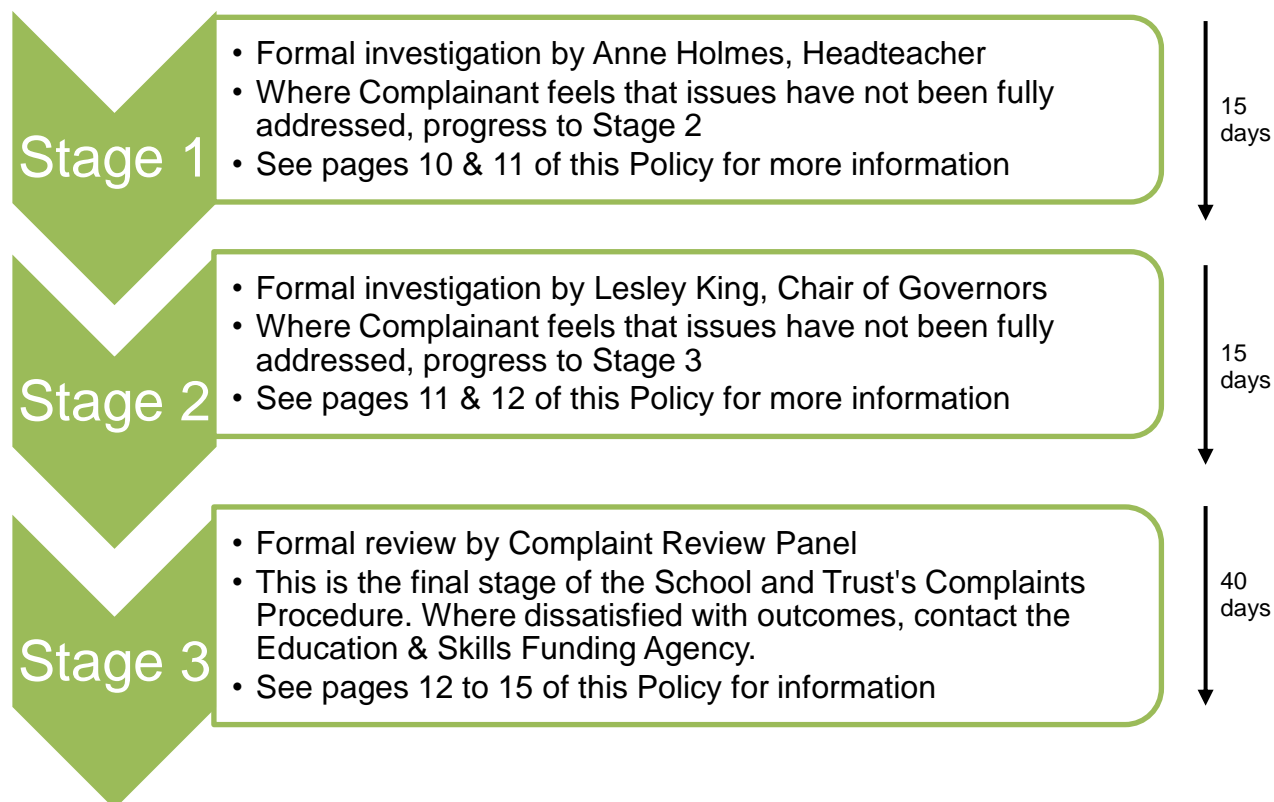 Stage 1
• Formal investigation by Anne Holmes, Headteacher
• Where Complainant feels that issues have not been fully
addressed, progress to Stage 2
• See pages 10 & 11 of this Policy for more information
15
days
Stage 2
• Formal investigation by Lesley King, Chair of Governors
• Where Complainant feels that issues have not been fully
addressed, progress to Stage 3
• See pages 11 & 12 of this Policy for more information
15
days
Stage 3
• Formal review by Complaint Review Panel
• This is the final stage of the School and Trust's Complaints
Procedure. Where dissatisfied with outcomes, contact the
Education & Skills Funding Agency.
• See pages 12 to 15 of this Policy for information
40
days